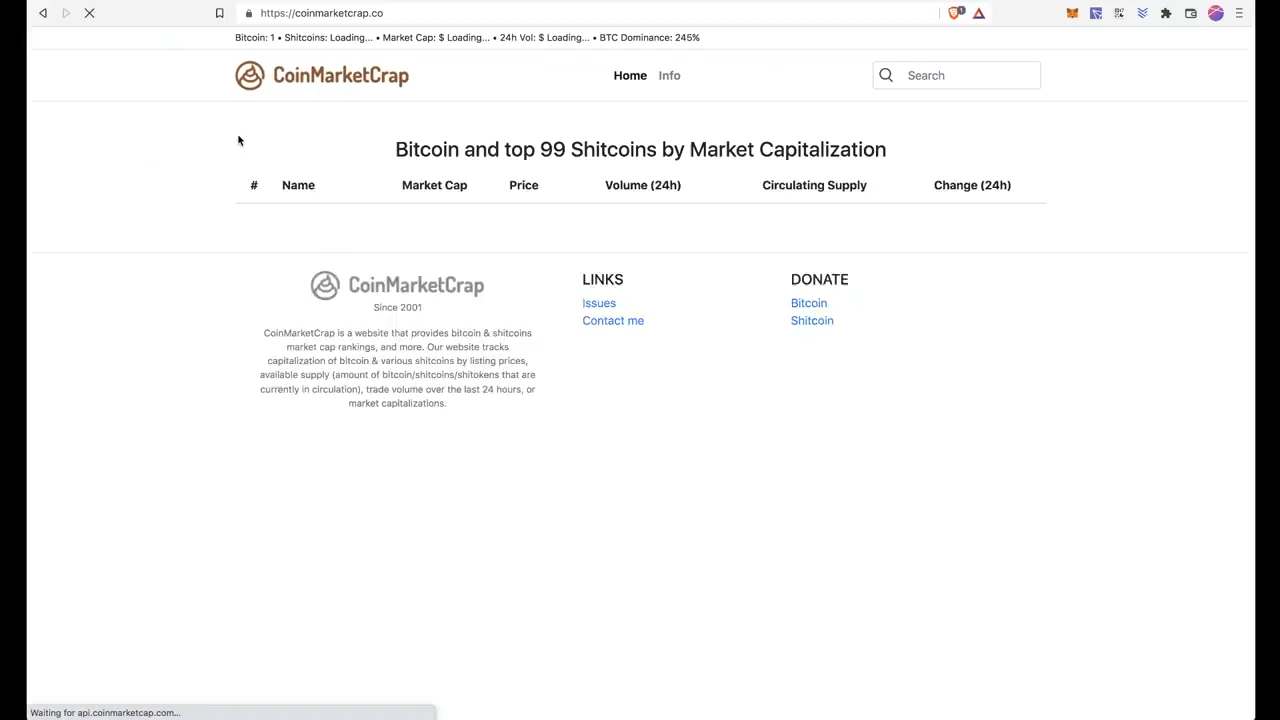 https://coinmarketcrap.co
1
Bitcoin: 1 • Shitcoins: Loading... • Market Cap: $ Loading... • 24h Vol: $ Loading... • BTC Dominance: 245%
CoinMarketCrap
Home Info
Search
Bitcoin and top 99 Shitcoins by Market Capitalization
# Name Market Cap Price Volume (24h) Circulating Supply Change (24h)
CoinMarketCrap
Since 2001
CoinMarketCrap is a website that provides bitcoin & shitcoins
market cap rankings, and more. Our website tracks
capitalization of bitcoin & various shitcoins by listing prices,
available supply (amount of bitcoin/shitcoins/shitokens that are
currently in circulation), trade volume over the last 24 hours, or
market capitalizations.
LINKS
Issues
Contact me
DONATE
Bitcoin
Shitcoin
Waiting for api.coinmarketcap.com...